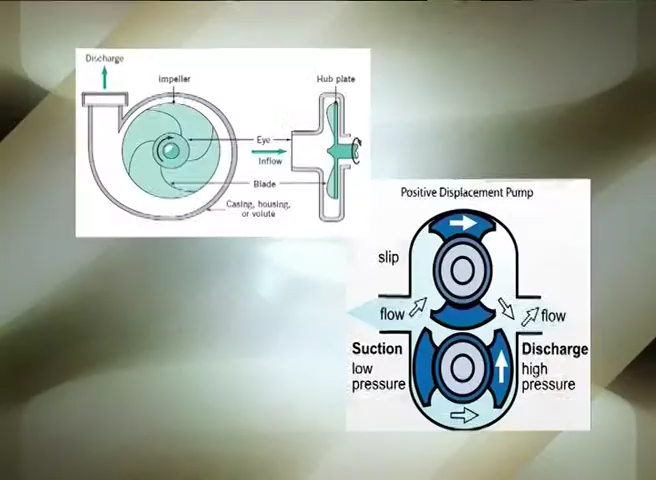 Discharge
Impeller
Hub plate
Eye
Inflow
Blade
Casing, housing,
or volute
Positive Displacement Pump
slip
flow
flow
Suction
low
pressure
Discharge
high
pressure